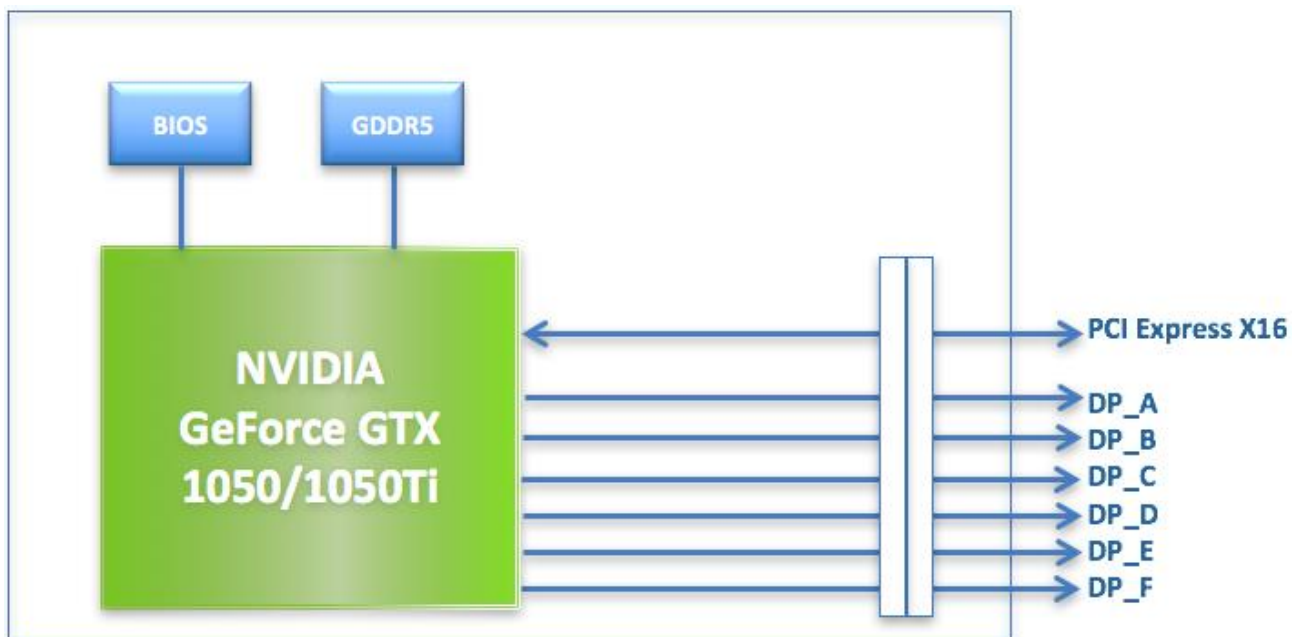 BIOS
GDDR5
NVIDIA
GeForce GTX
1050/1050Ti
PCI Express X16
DP_A
DP_B
DP_C
DP_D
DP_E
DP_F